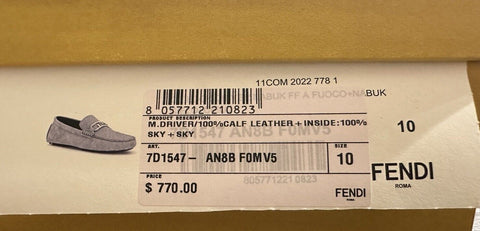 11COM 2022 778 1
BUK FF A FUOCO+NABUK
8 057712 210823
PRODUCT DESCRIPTION
M.DRIVER/100%CALF LEATHER+INSIDE:100%
SKY+SKY
1547 AN8B F0MV5
10
ART.
SIZE
7D1547- AN8B F0MV5
10
PRICE
8057712210823
$ 770.00
FENDI
FENDI
ROMA